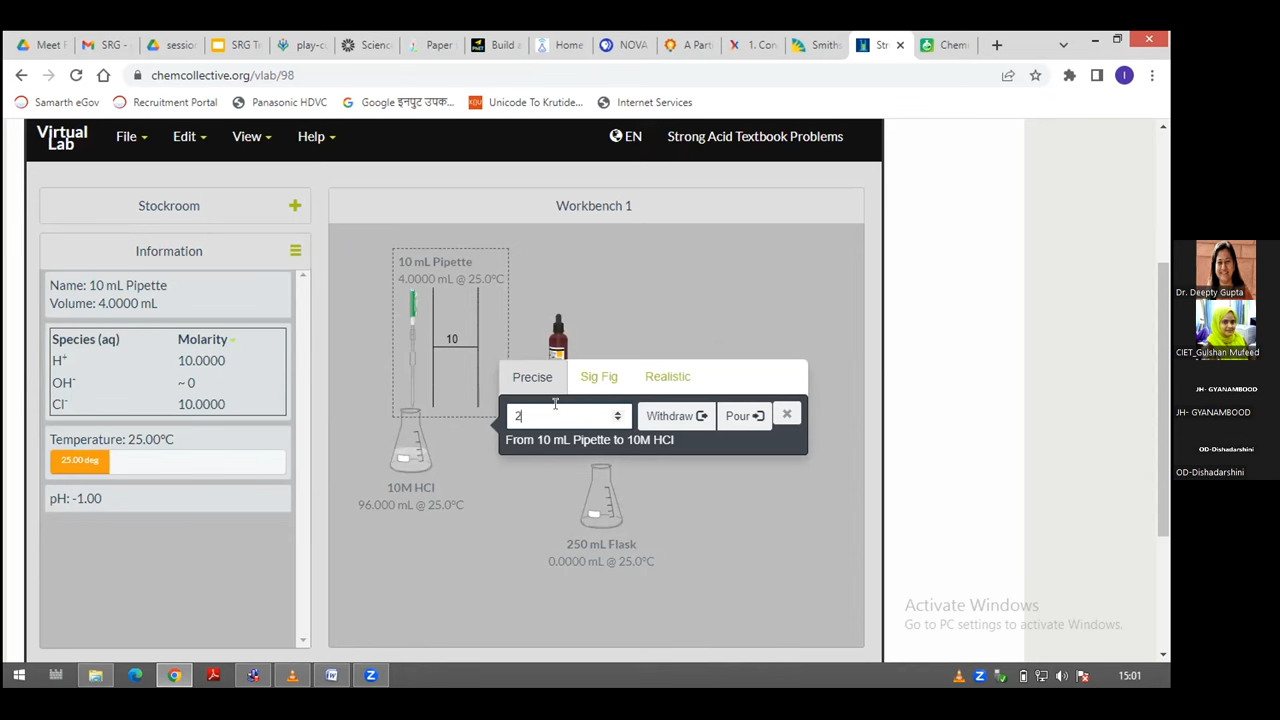 Meet F
SRG -
session
SRG Tr
play-c
Scienc
Paper
Build a
Home
NOVA
A Parti
1. Con
Smiths
Str
Chem
chemcollective.org/vlab/98
Samarth eGov
Recruitment Portal
Panasonic HDVC
Google इनपुट उपक...
Unicode To Krutide...
Internet Services
Virtual Lab
File
Edit
View
Help
EN
Strong Acid Textbook Problems
Stockroom
Workbench 1
Information
Name: 10 mL Pipette
Volume: 4.0000 mL
Species (aq) Molarity
H+ 10.0000
OH- ~ 0
Cl- 10.0000
Temperature: 25.00°C
25.00 deg
pH: -1.00
10 mL Pipette
4.0000 mL @ 25.0°C
10
Precise
Sig Fig
Realistic
2
Withdraw
Pour
From 10 mL Pipette to 10M HCl
10M HCl
96.000 mL @ 25.0°C
250 mL Flask
0.0000 mL @ 25.0°C
Activate Windows
Go to PC settings to activate Windows.
15:01
Dr. Deepty Gupta
CIET_Gulshan Mufeed
JH- GYANAMBOOD
JH- GYANAMBOOD
OD-Dishadarshini
OD-Dishadarshini